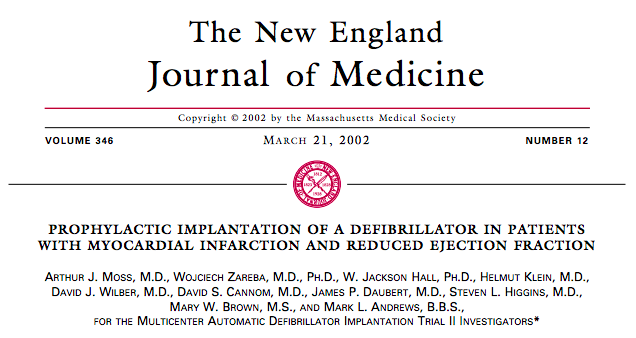 The New England
Journal of Medicine
Copyright © 2002 by the Massachusetts Medical Society
VOLUME 346
MARCH 21, 2002
NUMBER 12
PROPHYLACTIC IMPLANTATION OF A DEFIBRILLATOR IN PATIENTS
WITH MYOCARDIAL INFARCTION AND REDUCED EJECTION FRACTION
ARTHUR J. MOSS, M.D., WOJCIECH ZAREBA, M.D., PH.D., W. JACKSON HALL, PH.D., HELMUT KLEIN, M.D.,
DAVID J. WILBER, M.D., DAVID S. CANNOM, M.D., JAMES P. DAUBERT, M.D., STEVEN L. HIGGINS, M.D.,
MARY W. BROWN, M.S., AND MARK L. ANDREWS, B.B.S.,
FOR THE MULTICENTER AUTOMATIC DEFIBRILLATOR IMPLANTATION TRIAL II INVESTIGATORS*